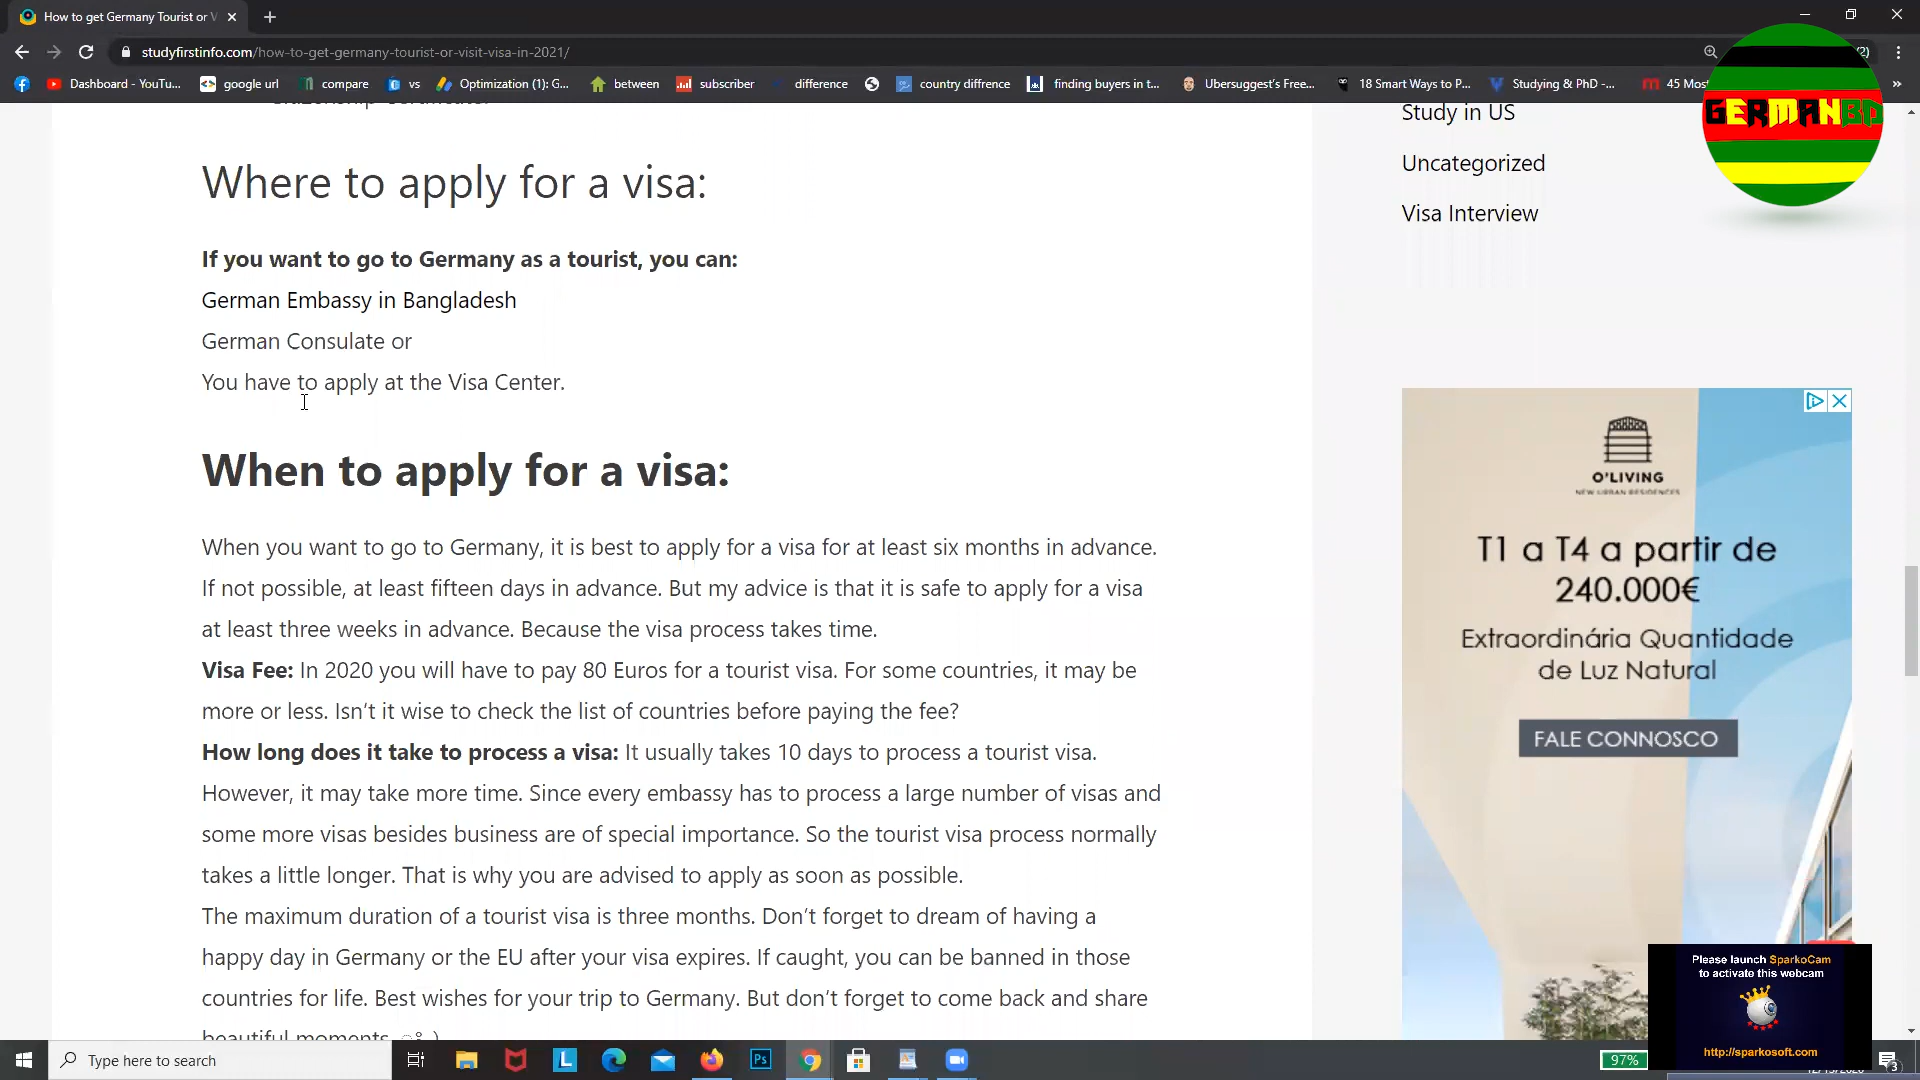 How to get Germany Tourist or V
studyfirstinfo.com/how-to-get-germany-tourist-or-visit-visa-in-2021/
(2)
Dashboard - YouTu...
google url
compare
vs
Optimization (1): G...
between
subscriber
difference
country diffrence
finding buyers in t...
Ubersuggest's Free...
18 Smart Ways to P...
Studying & PhD -...
45 Mos
GERMANBD
Study in US
Uncategorized
Visa Interview
Where to apply for a visa:
If you want to go to Germany as a tourist, you can:
German Embassy in Bangladesh
German Consulate or
You have to apply at the Visa Center.
When to apply for a visa:
When you want to go to Germany, it is best to apply for a visa for at least six months in advance.
If not possible, at least fifteen days in advance. But my advice is that it is safe to apply for a visa
at least three weeks in advance. Because the visa process takes time.
Visa Fee: In 2020 you will have to pay 80 Euros for a tourist visa. For some countries, it may be
more or less. Isn't it wise to check the list of countries before paying the fee?
How long does it take to process a visa: It usually takes 10 days to process a tourist visa.
However, it may take more time. Since every embassy has to process a large number of visas and
some more visas besides business are of special importance. So the tourist visa process normally
takes a little longer. That is why you are advised to apply as soon as possible.
The maximum duration of a tourist visa is three months. Don't forget to dream of having a
happy day in Germany or the EU after your visa expires. If caught, you can be banned in those
countries for life. Best wishes for your trip to Germany. But don't forget to come back and share
beautiful moments
O'LIVING
NEW URBAN RESIDENCES
T1 a T4 a partir de
240.000€
Extraordinária Quantidade
de Luz Natural
FALE CONNOSCO
Please launch SparkoCam
to activate this webcam
http://sparkosoft.com
Type here to search
97%
3